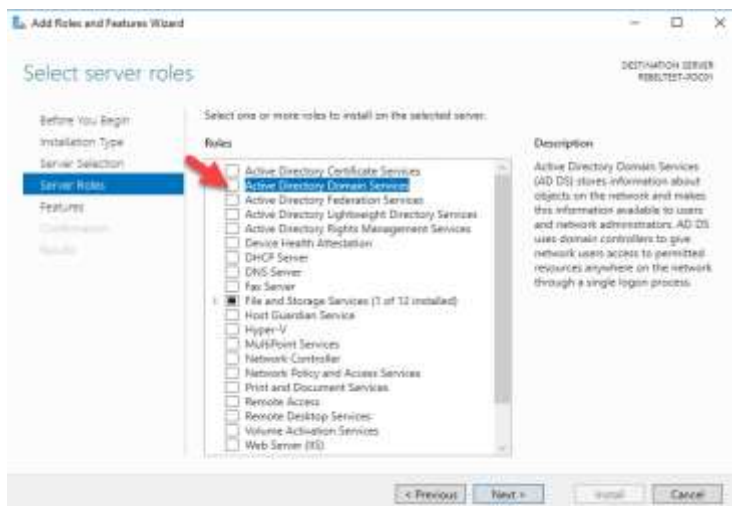 Add Roles and Features Wizard
Select server roles
DESTINATION SERVER
REBELTEST-PDC01
Before You Begin
Installation Type
Server Selection
Server Roles
Features
Confirmation
Results
Select one or more roles to install on the selected server.
Roles
Active Directory Certificate Services
Active Directory Domain Services
Active Directory Federation Services
Active Directory Lightweight Directory Services
Active Directory Rights Management Services
Device Health Attestation
DHCP Server
DNS Server
Fax Server
File and Storage Services (1 of 12 installed)
Host Guardian Service
Hyper-V
MultiPoint Services
Network Controller
Network Policy and Access Services
Print and Document Services
Remote Access
Remote Desktop Services
Volume Activation Services
Web Server (IIS)
Description
Active Directory Domain Services
(AD DS) stores information about
objects on the network and makes
this information available to users
and network administrators. AD DS
uses domain controllers to give
network users access to permitted
resources anywhere on the network
through a single logon process.
< Previous
Next >
Install
Cancel